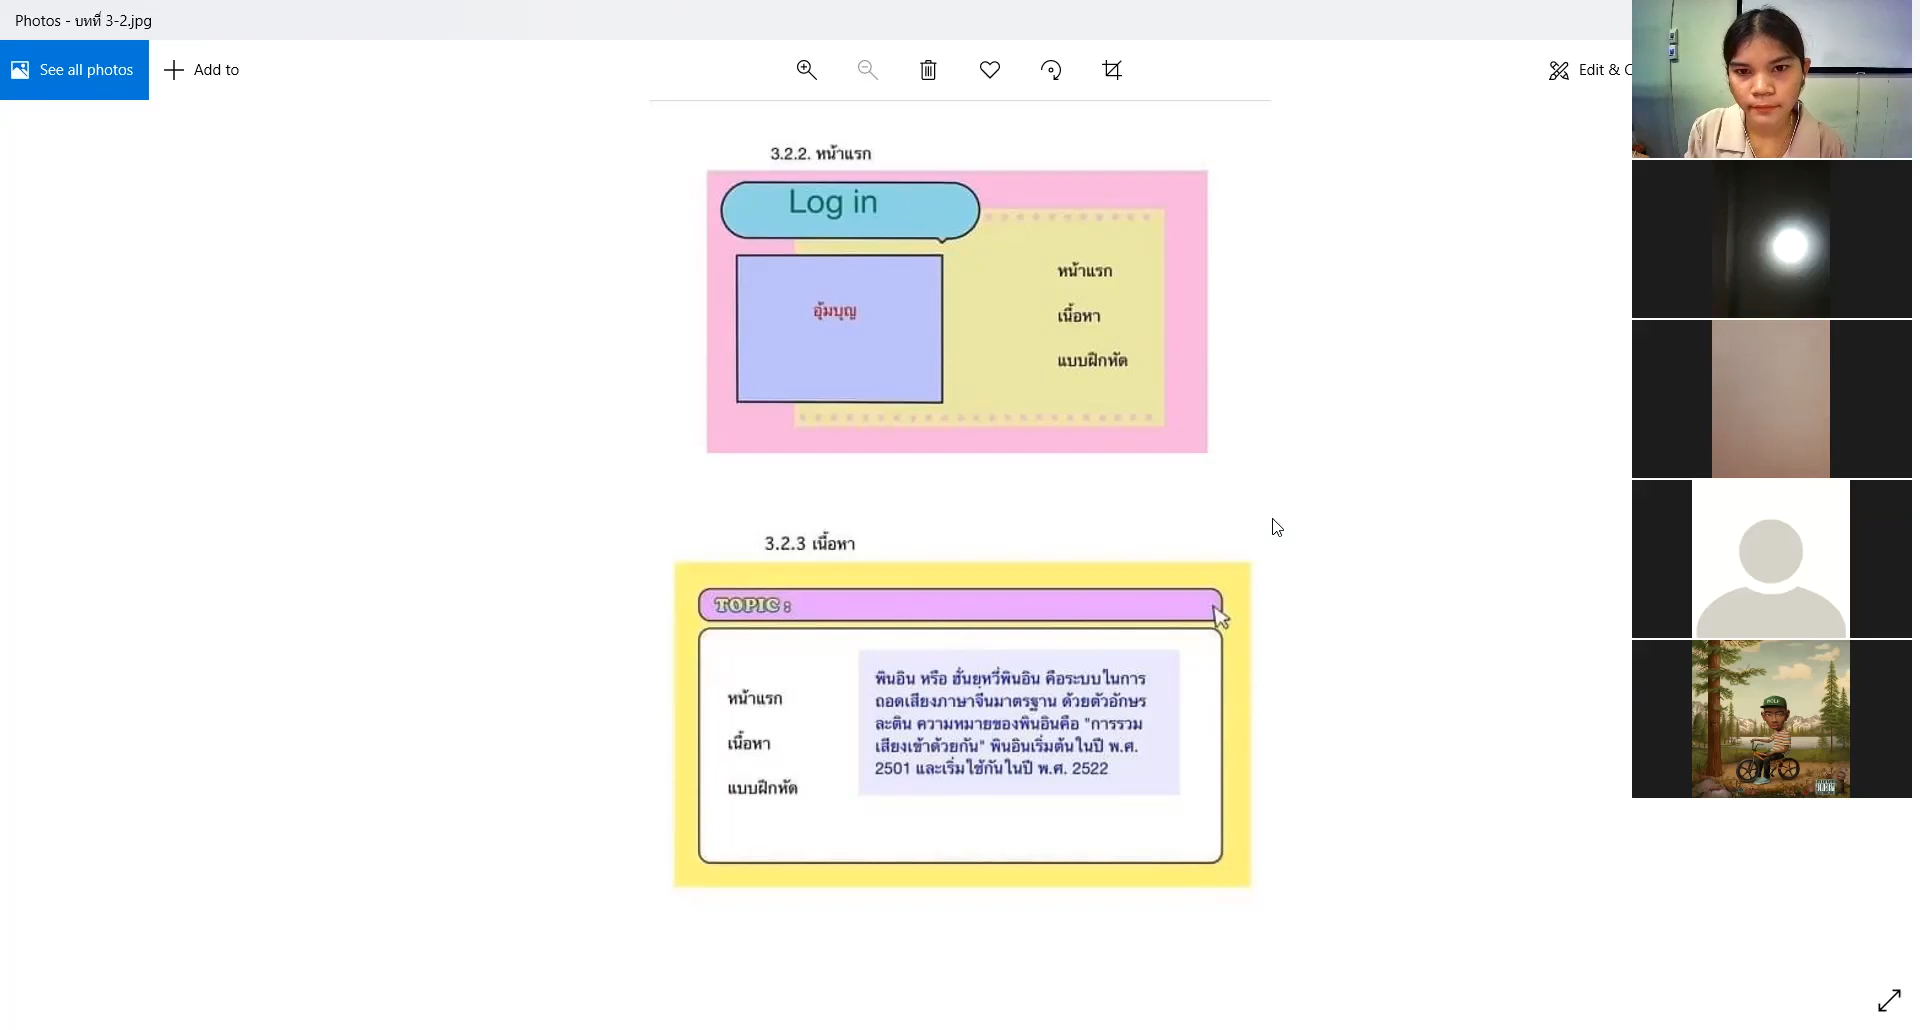 Photos - บทที่ 3-2.jpg
See all photos
Add to
Edit & C
3.2.2. หน้าแรก
Log in
อุ้มบุญ
หน้าแรก
เนื้อหา
แบบฝึกหัด
3.2.3 เนื้อหา
TOPIC :
หน้าแรก
เนื้อหา
แบบฝึกหัด
พินอิน หรือ ฮั่นยฺหวี่พินอิน คือระบบในการ
ถอดเสียงภาษาจีนมาตรฐาน ด้วยตัวอักษร
ละติน ความหมายของพินอินคือ "การรวม
เสียงเข้าด้วยกัน" พินอินเริ่มต้นในปี พ.ศ.
2501 และเริ่มใช้กันในปี พ.ศ. 2522